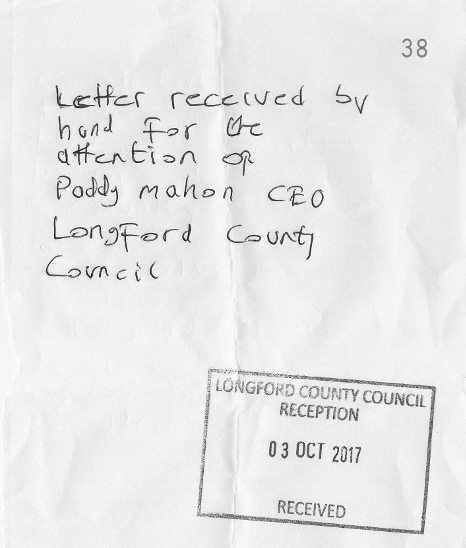 38
Letter received by
hand for the
attention of
Paddy mahon CEO
Longford County
Council
LONGFORD COUNTY COUNCIL
RECEPTION
03 OCT 2017
RECEIVED